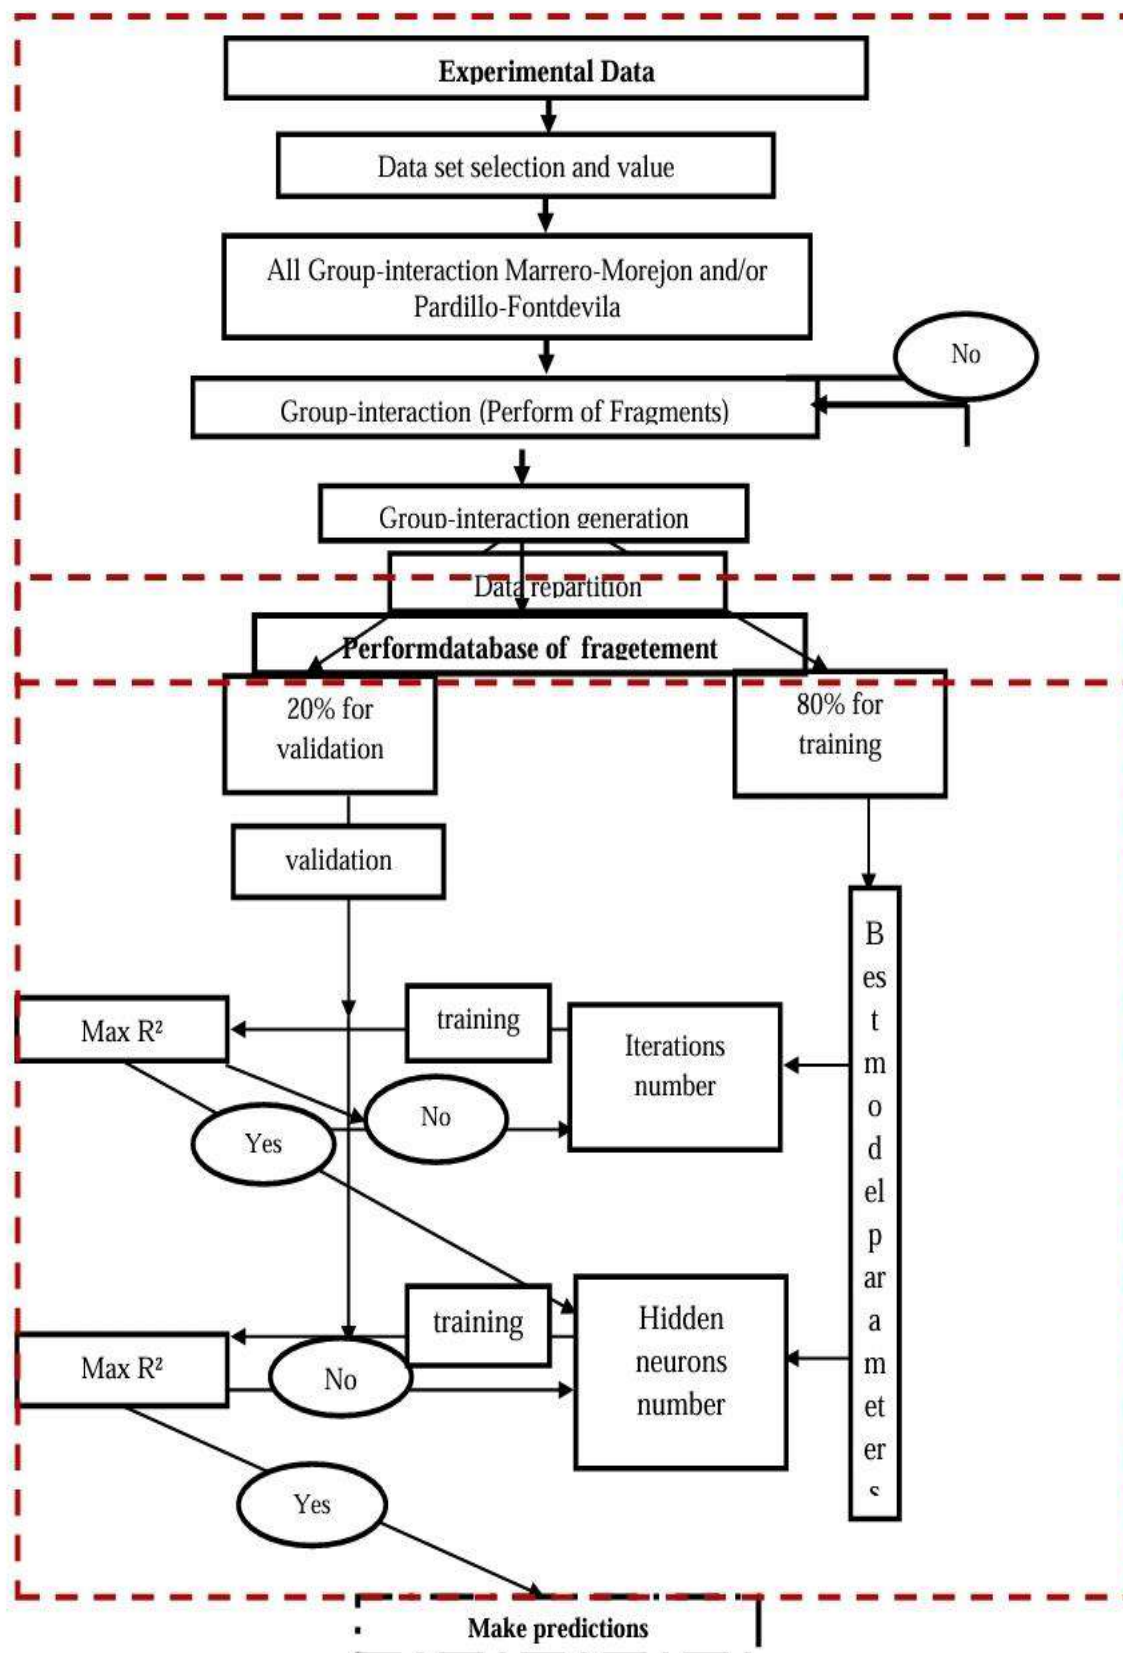 Experimental Data
Data set selection and value
All Group-interaction Marrero-Morejon and/or
Pardillo-Fontdevila
No
Group-interaction (Perform of Fragments)
Group-interaction generation
Data repartition
Performdatabase of fragetement
20% for
validation
80% for
training
validation
B
es
t
m
o
d
el
p
ar
a
m
et
er
s
Max R²
training
Iterations
number
No
Yes
Max R²
training
Hidden
neurons
number
No
Yes
Make predictions